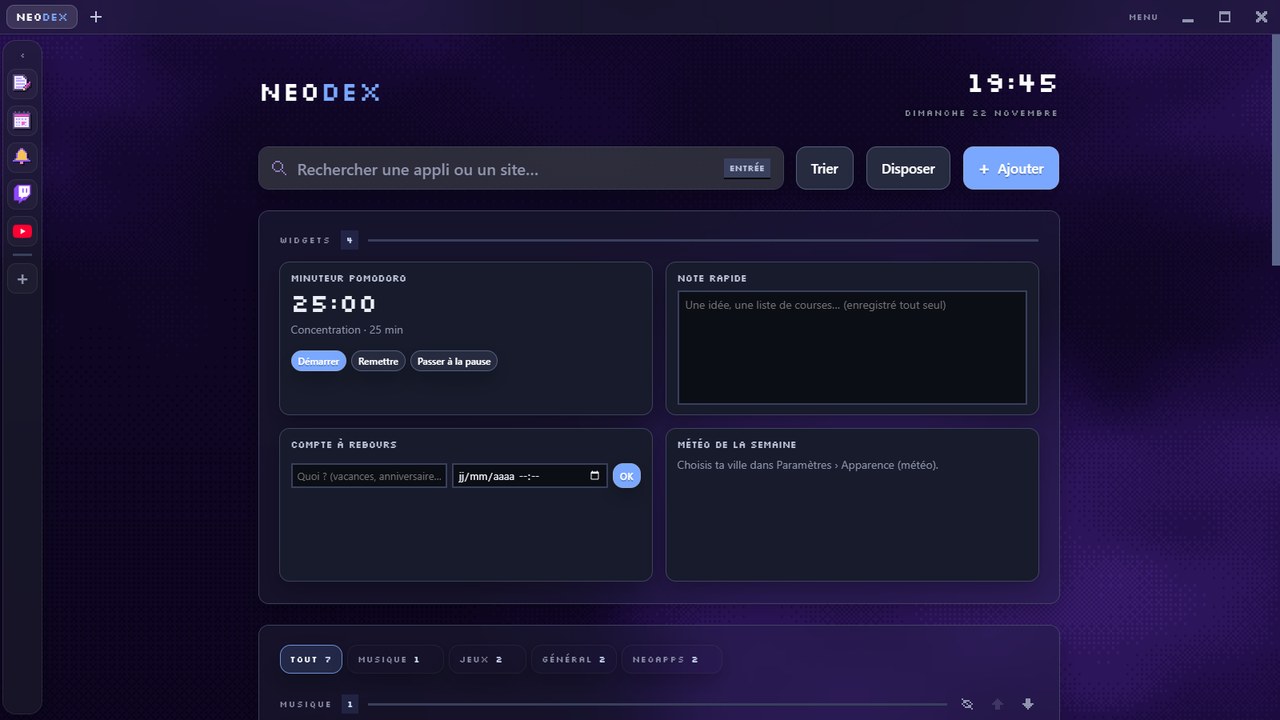 NEODEX
MENU
NEODEX
19:45
DIMANCHE 22 NOVEMBRE
Rechercher une appli ou un site...
ENTRÉE
Trier
Disposer
+ Ajouter
WIDGETS 4
MINUTEUR POMODORO
25:00
Concentration · 25 min
Démarrer
Remettre
Passer à la pause
NOTE RAPIDE
Une idée, une liste de courses... (enregistré tout seul)
COMPTE À REBOURS
Quoi ? (vacances, anniversaire...
jj/mm/aaaa --:--
OK
MÉTÉO DE LA SEMAINE
Choisis ta ville dans Paramètres › Apparence (météo).
TOUT 7
MUSIQUE 1
JEUX 2
GÉNÉRAL 2
NEOAPPS 2
MUSIQUE 1